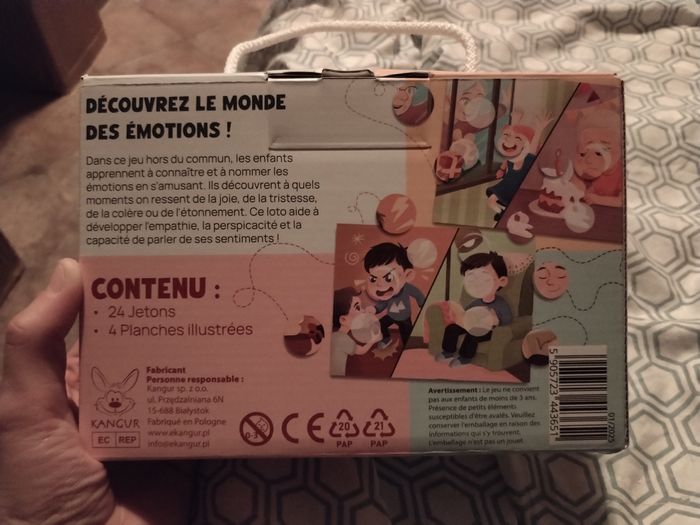 DÉCOUVREZ LE MONDE
DES ÉMOTIONS !
Dans ce jeu hors du commun, les enfants
apprennent à connaître et à nommer les
émotions en s'amusant. Ils découvrent à quels
moments on ressent de la joie, de la tristesse,
de la colère ou de l'étonnement. Ce loto aide à
développer l'empathie, la perspicacité et la
capacité de parler de ses sentiments !
CONTENU :
• 24 Jetons
• 4 Planches illustrées
KANGUR
EC REP
Fabricant
Personne responsable :
Kangur sp. z o.o.
ul. Przędzalniana 6N
15-688 Białystok
Fabriqué en Pologne
www.ekangur.pl
info@ekangur.pl
0-3
CE
20
PAP
21
PAP
Avertissement : Le jeu ne convient
pas aux enfants de moins de 3 ans.
Présence de petits éléments
susceptibles d'être avalés. Veuillez
conserver l'emballage en raison des
informations qui s'y trouvent.
L'emballage n'est pas un jouet.
5 905723 443651
01/2025